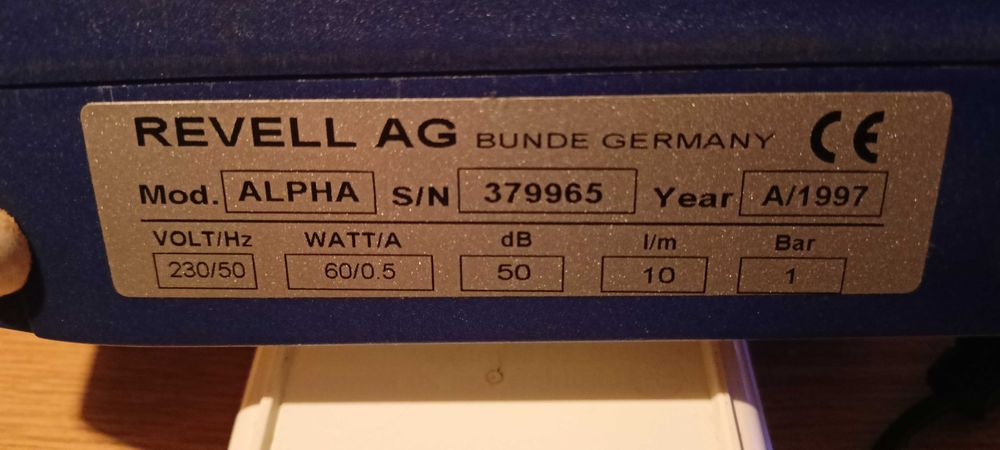 REVELL AG BUNDE GERMANY CE
Mod. ALPHA S/N 379965 Year A/1997
VOLT/Hz WATT/A dB l/m Bar
230/50 60/0.5 50 10 1